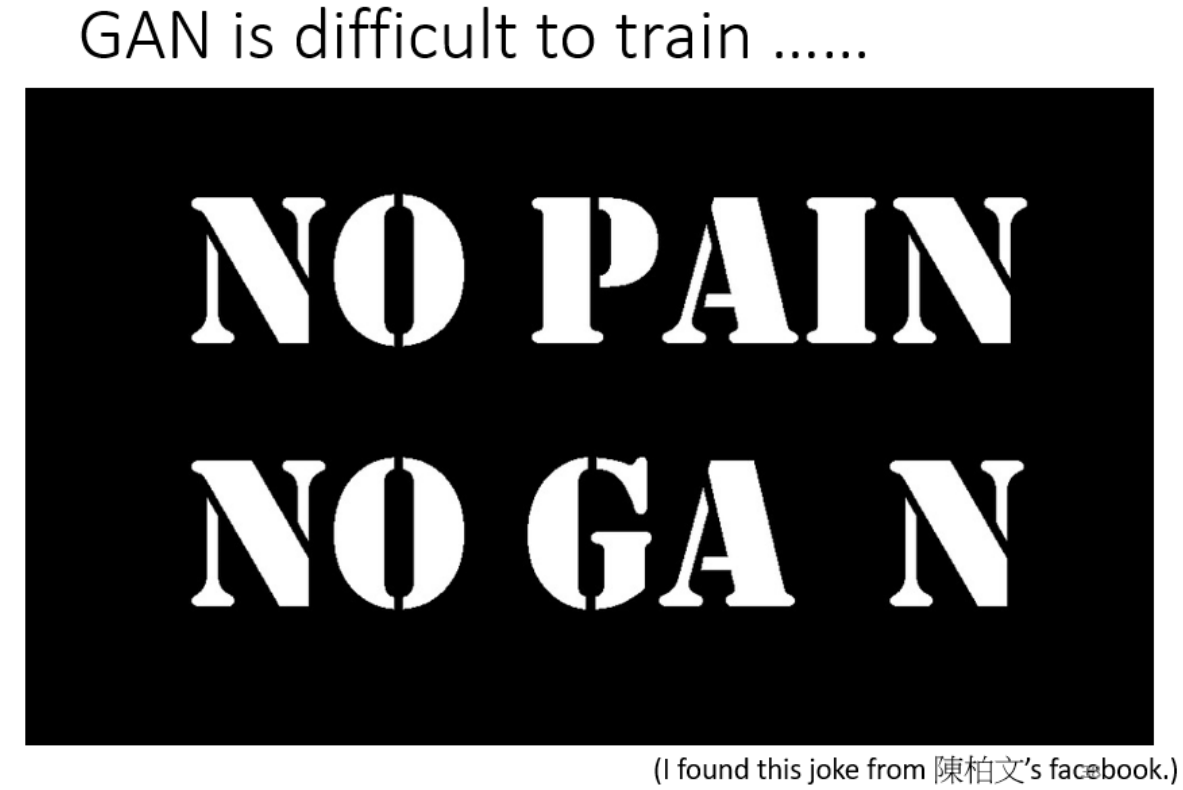 GAN is difficult to train ......
NO PAIN
NO GA N
(I found this joke from 陳柏文's facebook.)